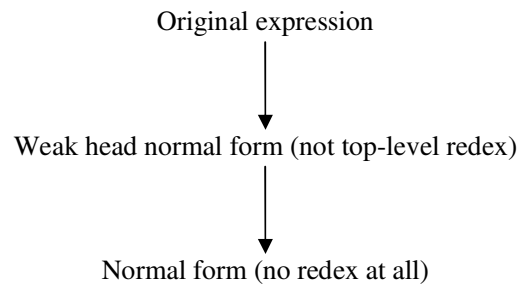 Original expression
Weak head normal form (not top-level redex)
Normal form (no redex at all)